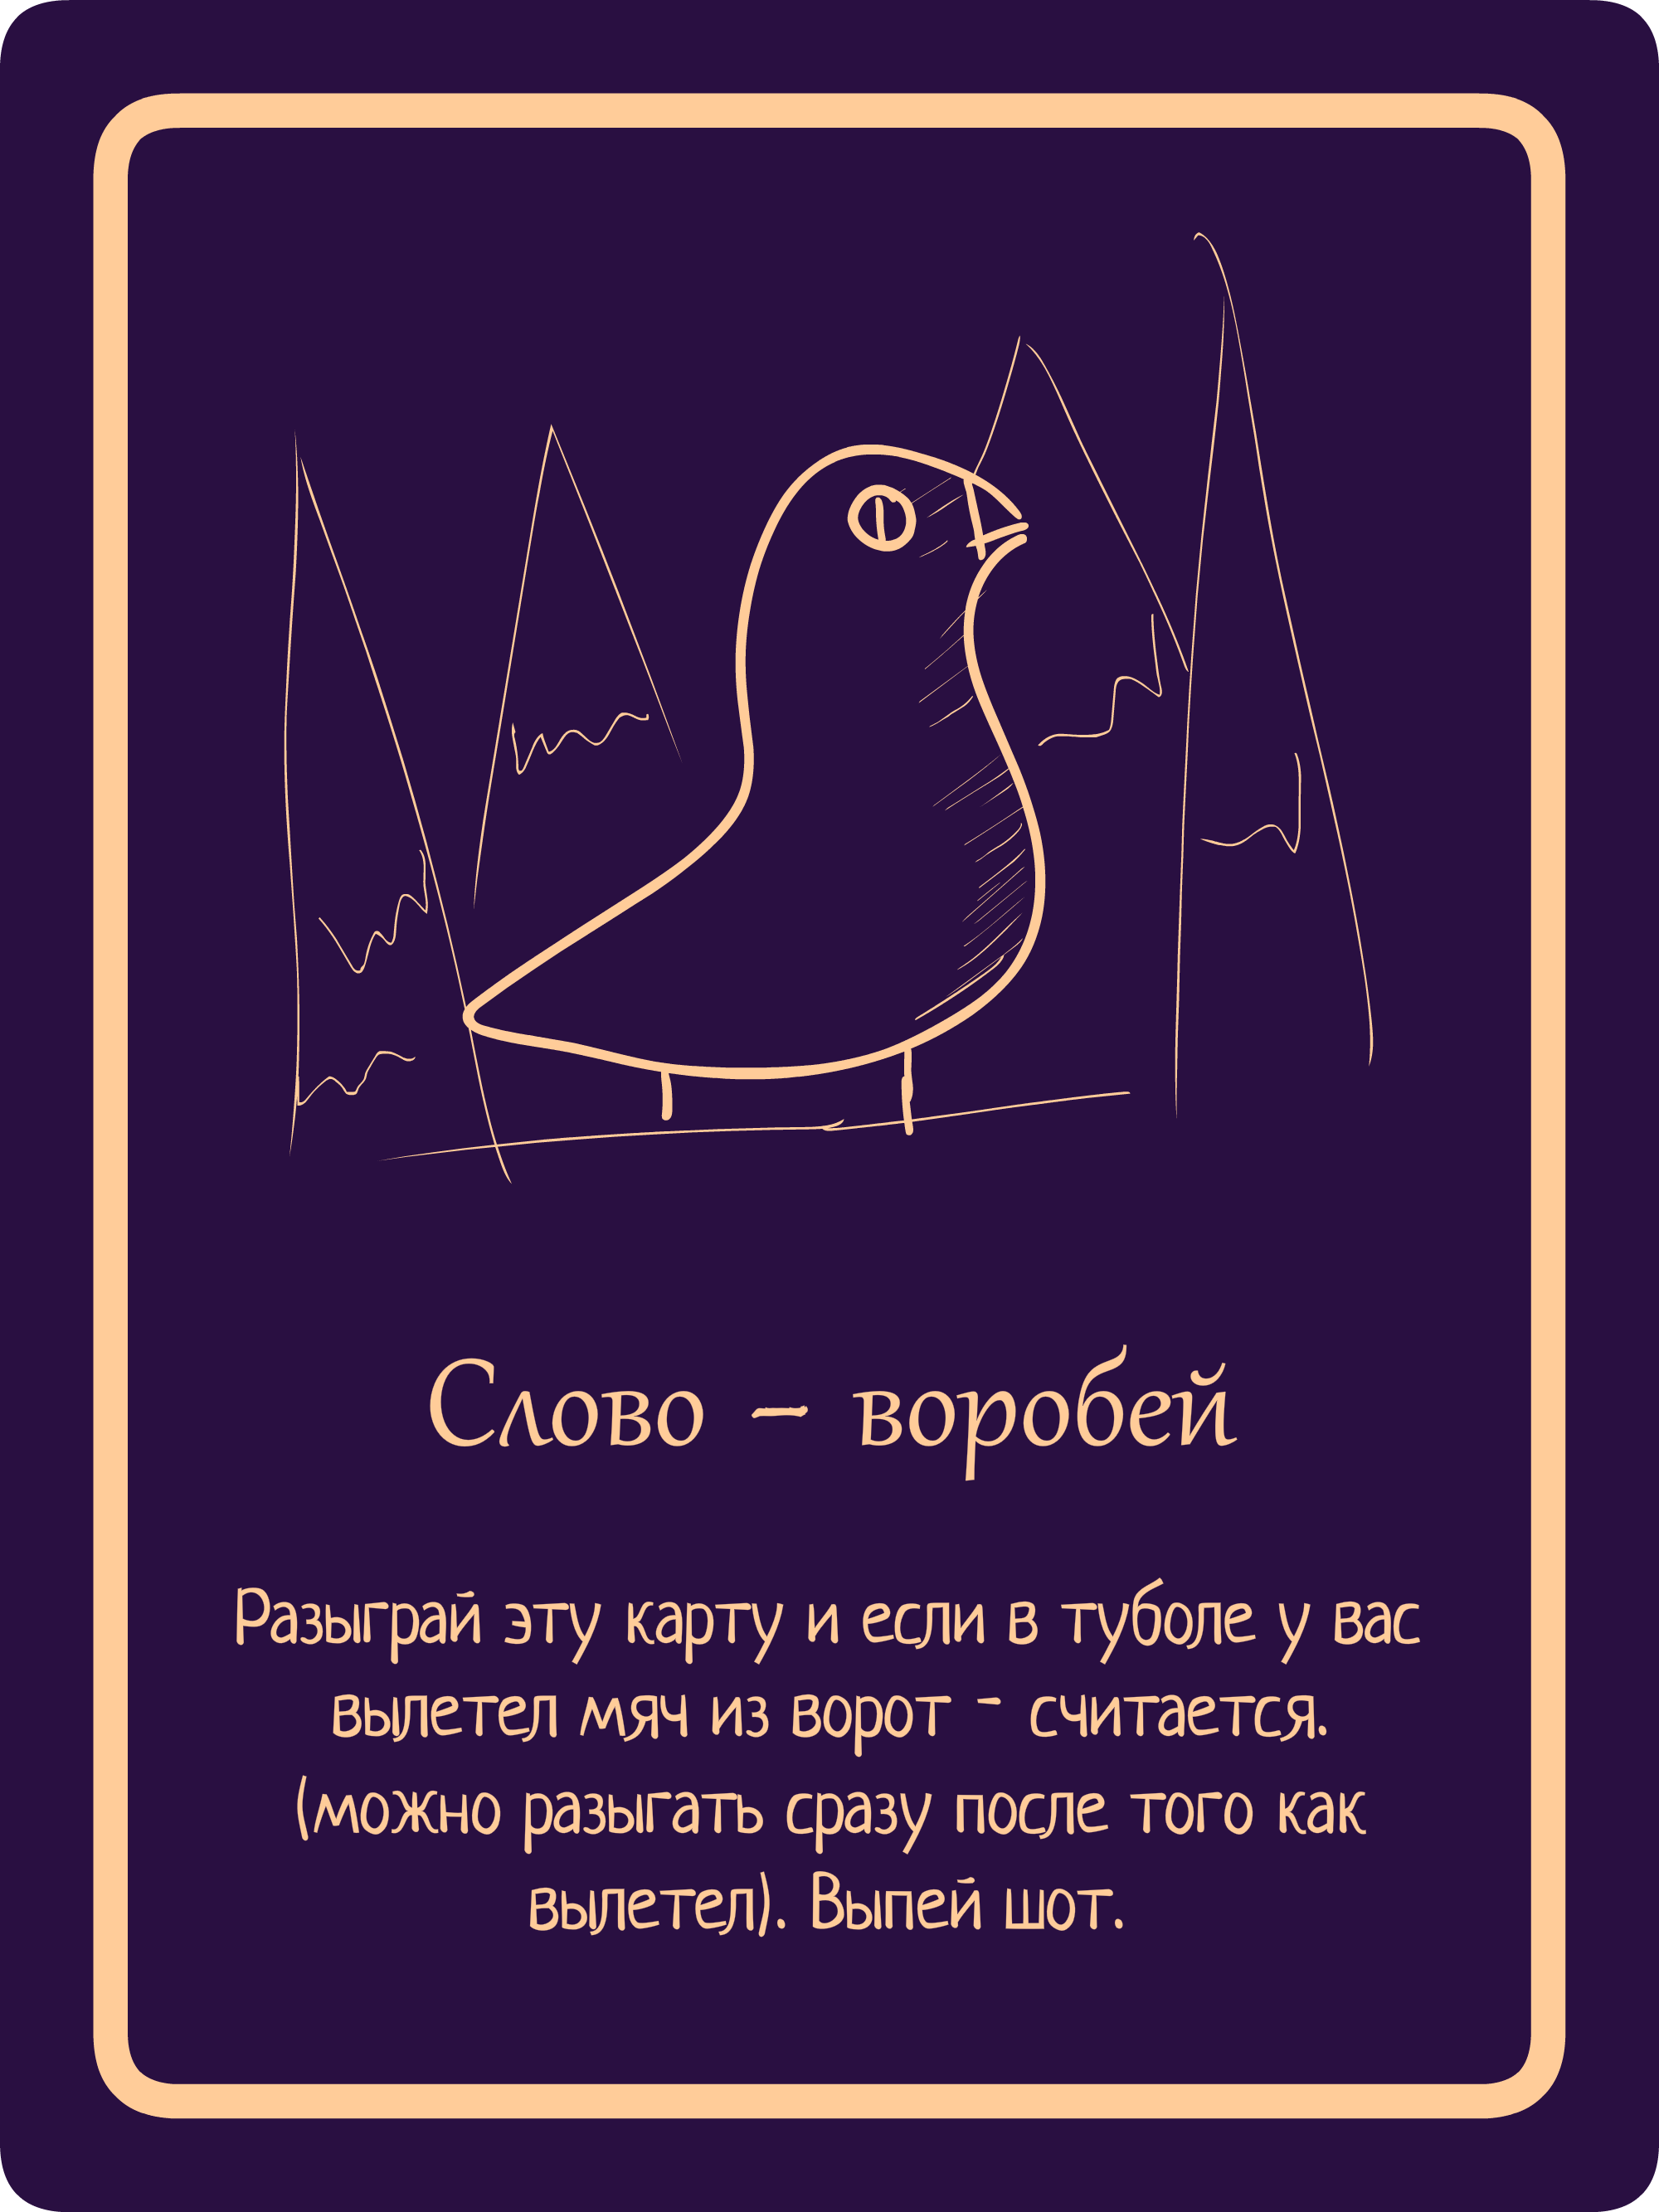 Слово - воробей
Разыграй эту карту и если в туболе у вас
вылетел мяч из ворот - считается.
(можно разыгать сразу после того как
вылетел). Выпей шот.